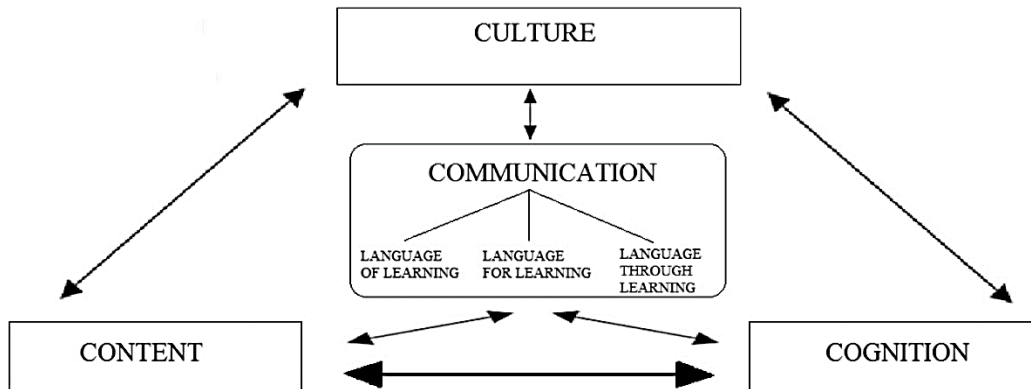 CULTURE
COMMUNICATION
LANGUAGE
OF LEARNING
LANGUAGE
FOR LEARNING
LANGUAGE
THROUGH
LEARNING
CONTENT
COGNITION